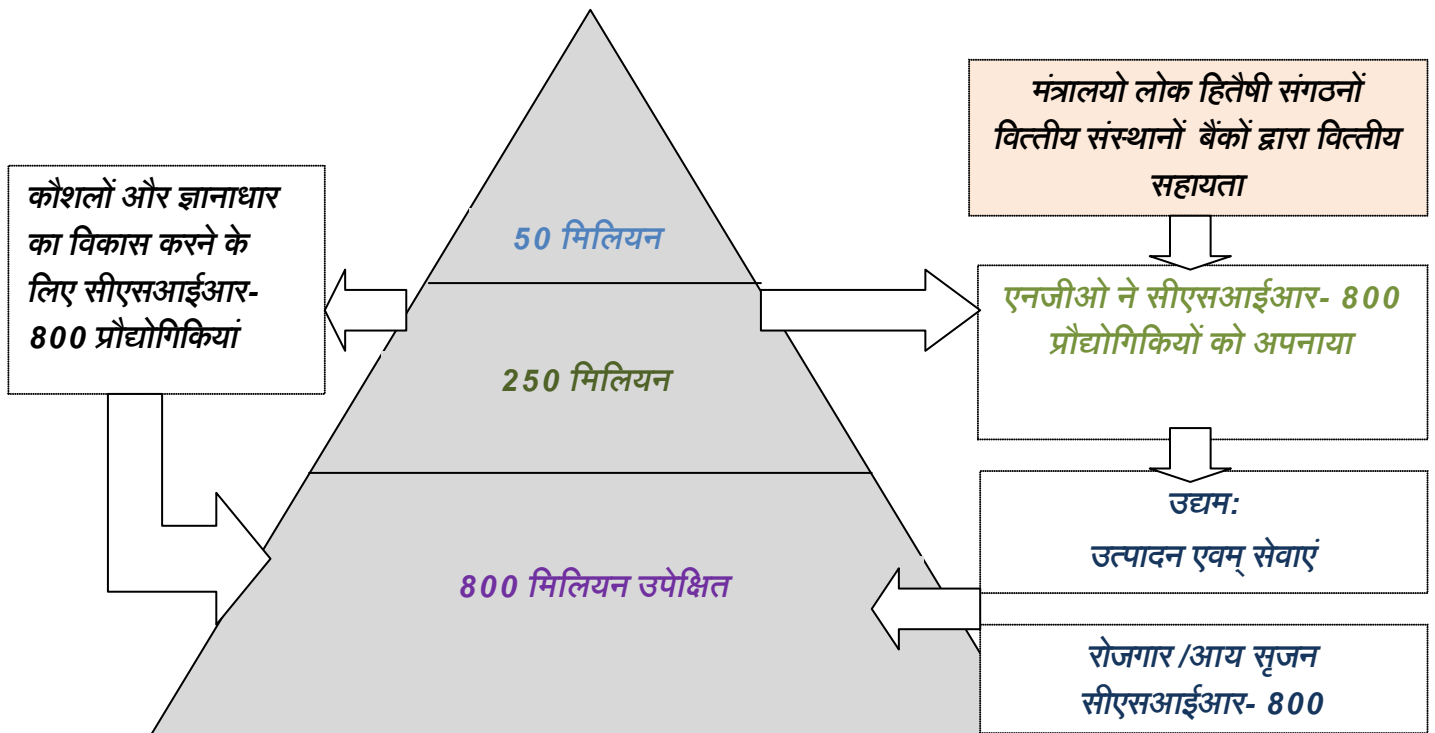 मंत्रालयो लोक हितैषी संगठनों
वित्तीय संस्थानों बैंकों द्वारा वित्तीय
सहायता
कौशलों और ज्ञानाधार
का विकास करने के
लिए सीएसआईआर-
800 प्रौद्योगिकियां
50 मिलियन
एनजीओ ने सीएसआईआर- 800
प्रौद्योगिकियों को अपनाया
250 मिलियन
उद्यम:
उत्पादन एवम् सेवाएं
800 मिलियन उपेक्षित
रोजगार /आय सृजन
सीएसआईआर- 800